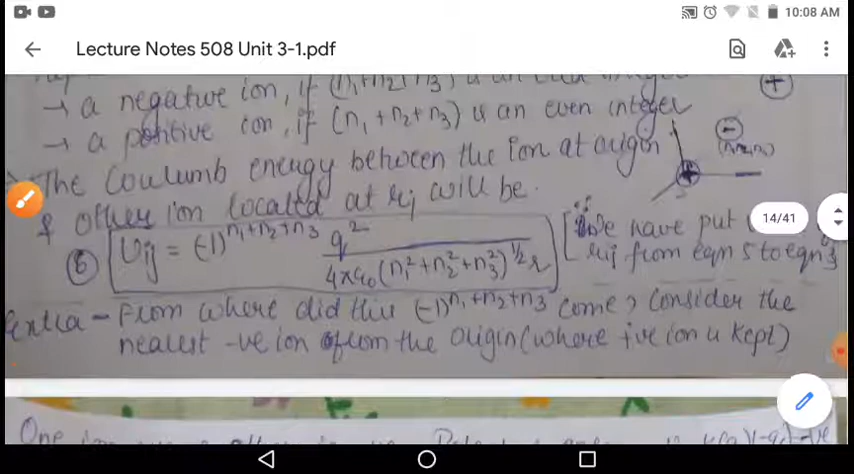 10:08 AM
Lecture Notes 508 Unit 3-1.pdf
→ a negative ion, if (n₁+n₂+n₃) is an odd integer
→ a positive ion, if (n₁+n₂+n₃) is an even integer
The Coulumb energy between the ion at origin
& other ion located at rij will be.
14/41
⑥ Uij = (-1)^n₁+n₂+n₃ q² / 4πε₀(n₁²+n₂²+n₃²)^1/2 r [∵ We have put
rij from eqn 5 to eqn 3
Extra - From where did this (-1)^n₁+n₂+n₃ come? Consider the
nearest -ve ion from the origin (where +ve ion is kept)
One